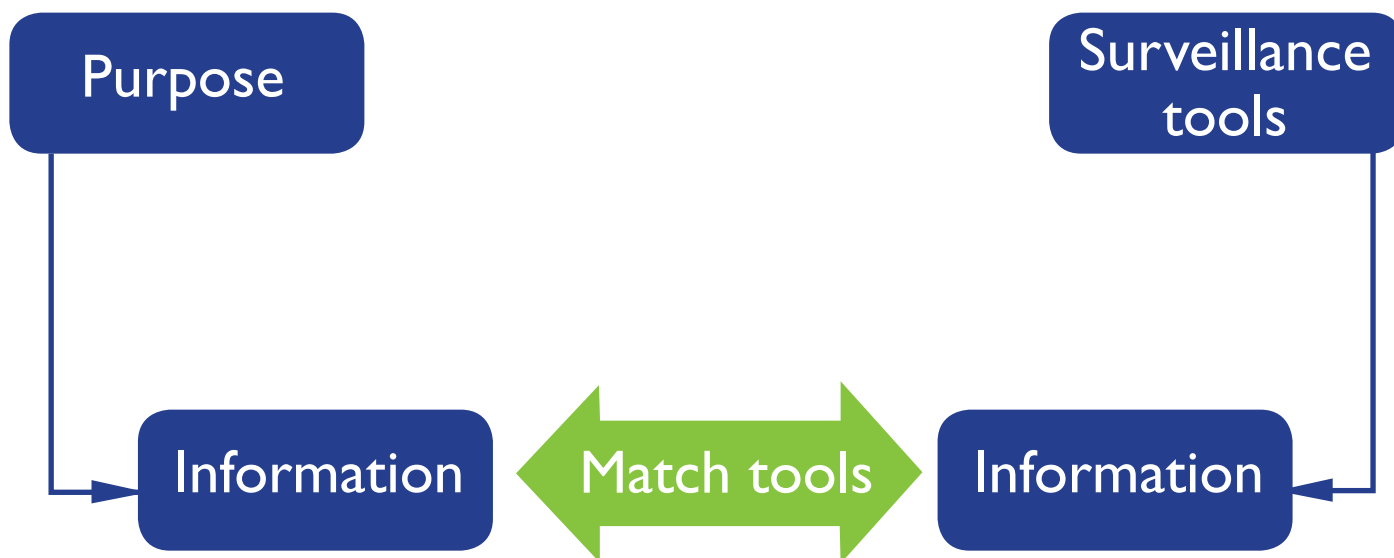 Purpose
Surveillance
tools
Information
Match tools
Information